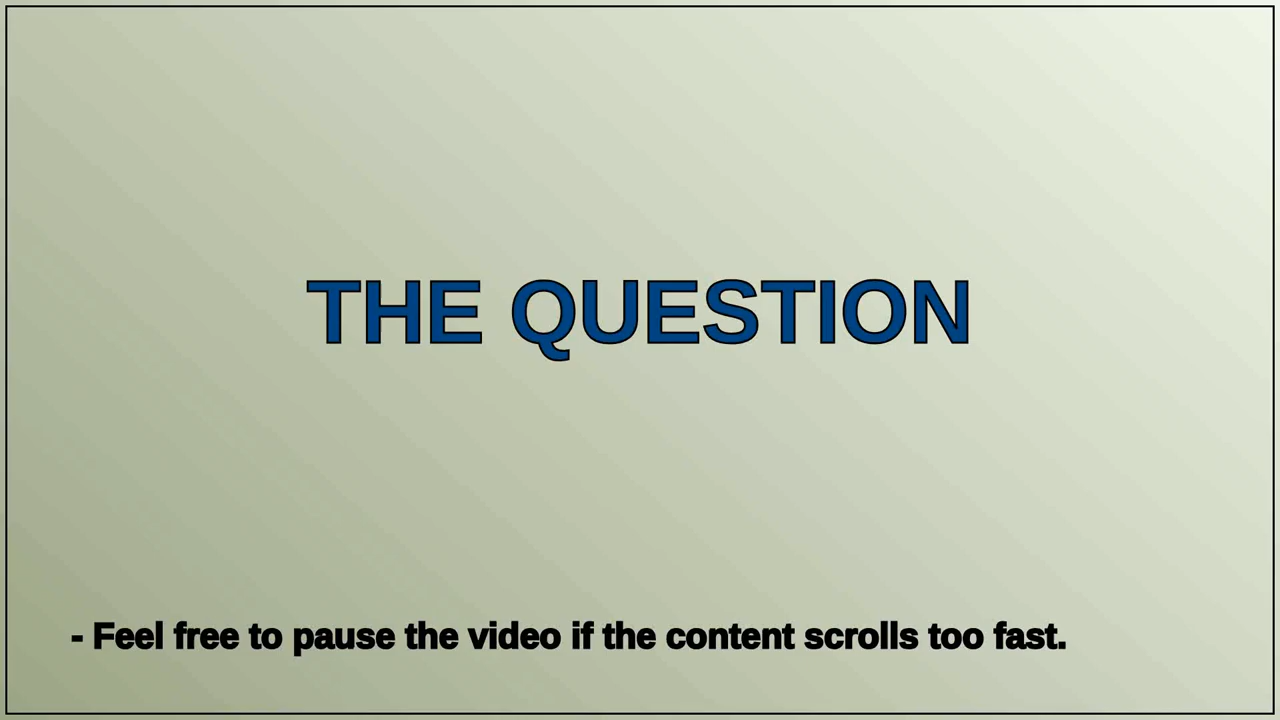 THE QUESTION
- Feel free to pause the video if the content scrolls too fast.